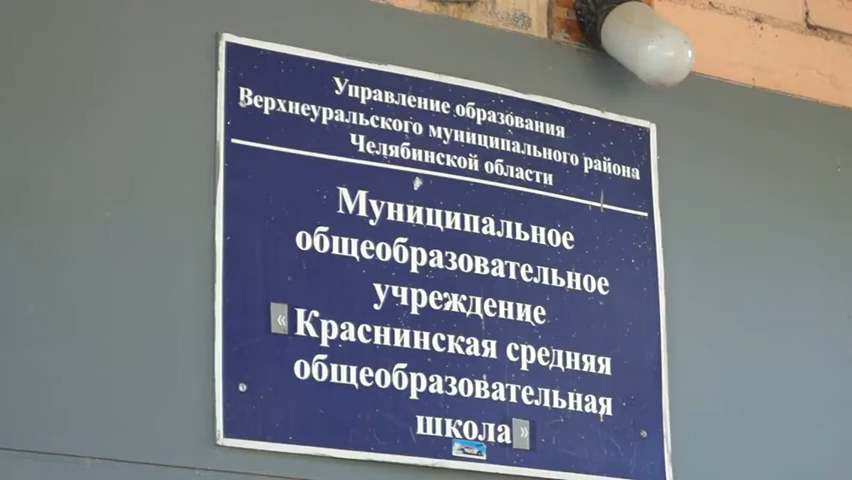 Управление образования
Верхнеуральского муниципального района
Челябинской области
Муниципальное
общеобразовательное
учреждение
« Краснинская средняя
общеобразовательная
школа »